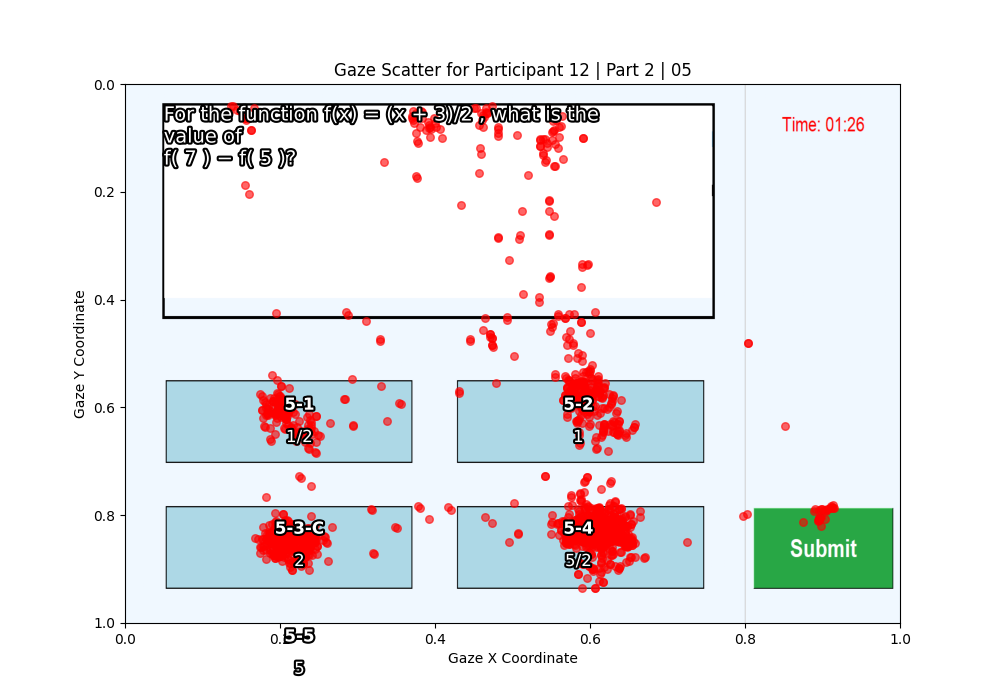 Gaze Scatter for Participant 12 | Part 2 | 05
For the function f(x) = (x + 3)/2 , what is the
value of
f( 7 ) − f( 5 )?
Time: 01:26
5-1
1/2
5-2
1
5-3-C
2
5-4
5/2
Submit
5-5
5
Gaze Y Coordinate
0.0
0.2
0.4
0.6
0.8
1.0
0.0
0.2
0.4
0.6
0.8
1.0
Gaze X Coordinate